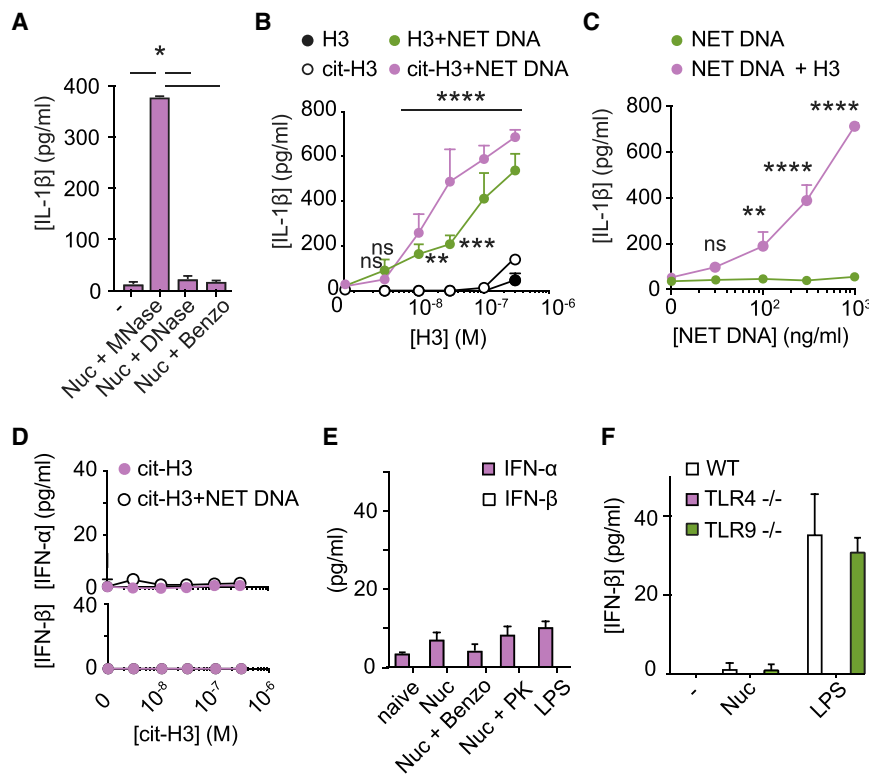 A
*
[IL-1β] (pg/ml)
400
300
200
100
0
-
Nuc + MNase
Nuc + DNase
Nuc + Benzo
B
H3 H3+NET DNA
cit-H3 cit-H3+NET DNA
****
[IL-1β] (pg/ml)
800
600
400
200
0
ns
ns
**
***
0 10-8 10-7 10-6
[H3] (M)
C
NET DNA
NET DNA + H3
[IL-1β] (pg/ml)
800
600
400
200
0
ns
**
****
****
0 10² 10³
[NET DNA] (ng/ml)
D
cit-H3
cit-H3+NET DNA
[IFN-β] [IFN-α] (pg/ml)
40
20
0
40
0
0 10-8 10-7 10-6
[cit-H3] (M)
E
IFN-α
IFN-β
(pg/ml)
40
20
0
naive
Nuc
Nuc + Benzo
Nuc + PK
LPS
F
WT
TLR4 -/-
TLR9 -/-
[IFN-β] (pg/ml)
40
20
0
-
Nuc
LPS